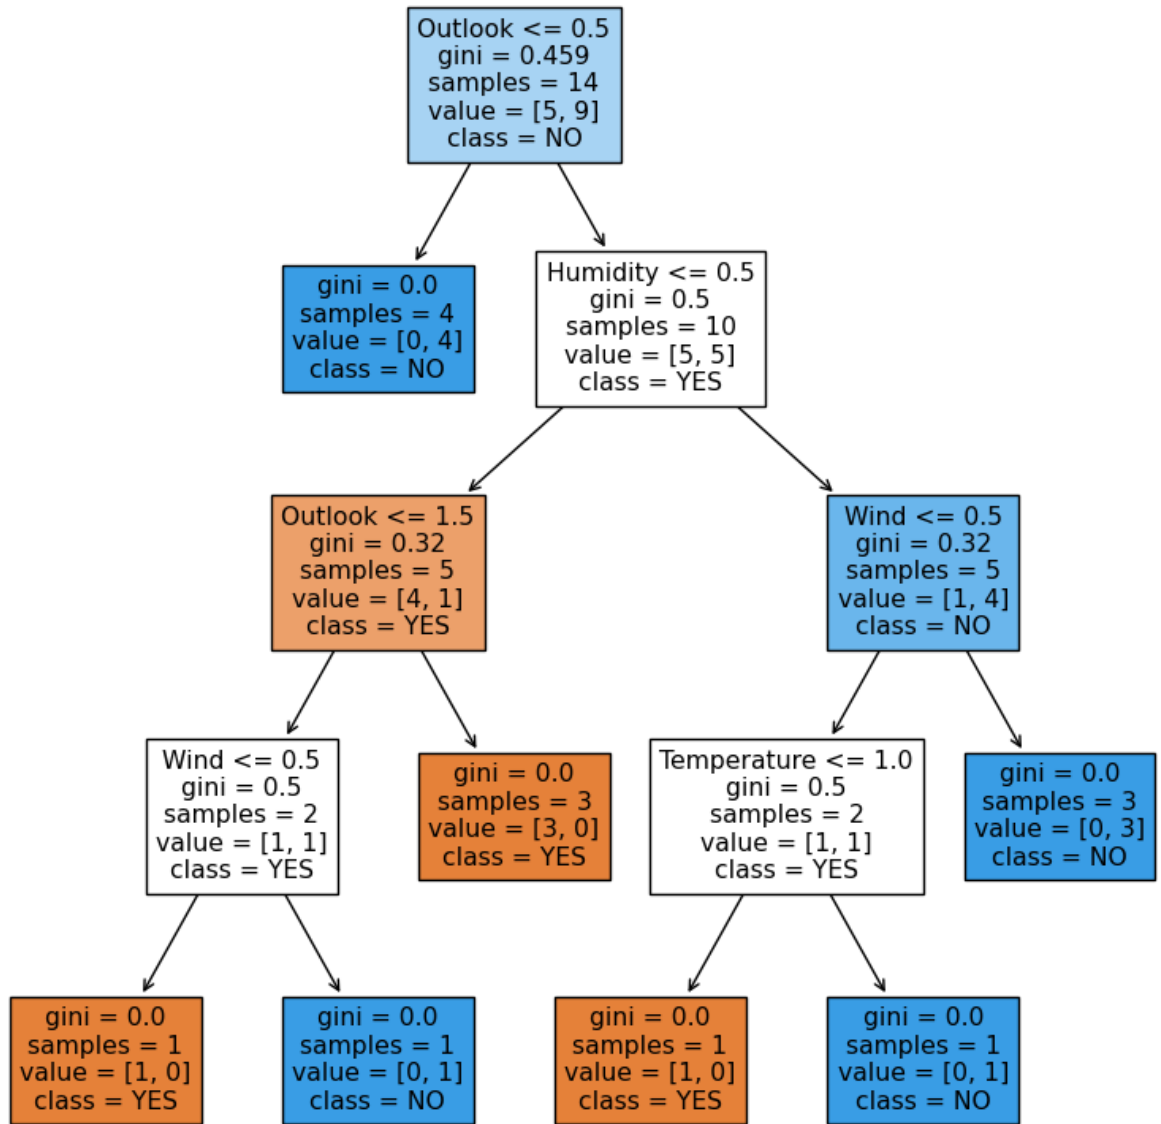 Outlook <= 0.5
gini = 0.459
samples = 14
value = [5, 9]
class = NO
gini = 0.0
samples = 4
value = [0, 4]
class = NO
Humidity <= 0.5
gini = 0.5
samples = 10
value = [5, 5]
class = YES
Outlook <= 1.5
gini = 0.32
samples = 5
value = [4, 1]
class = YES
Wind <= 0.5
gini = 0.32
samples = 5
value = [1, 4]
class = NO
Wind <= 0.5
gini = 0.5
samples = 2
value = [1, 1]
class = YES
gini = 0.0
samples = 3
value = [3, 0]
class = YES
Temperature <= 1.0
gini = 0.5
samples = 2
value = [1, 1]
class = YES
gini = 0.0
samples = 3
value = [0, 3]
class = NO
gini = 0.0
samples = 1
value = [1, 0]
class = YES
gini = 0.0
samples = 1
value = [0, 1]
class = NO
gini = 0.0
samples = 1
value = [1, 0]
class = YES
gini = 0.0
samples = 1
value = [0, 1]
class = NO